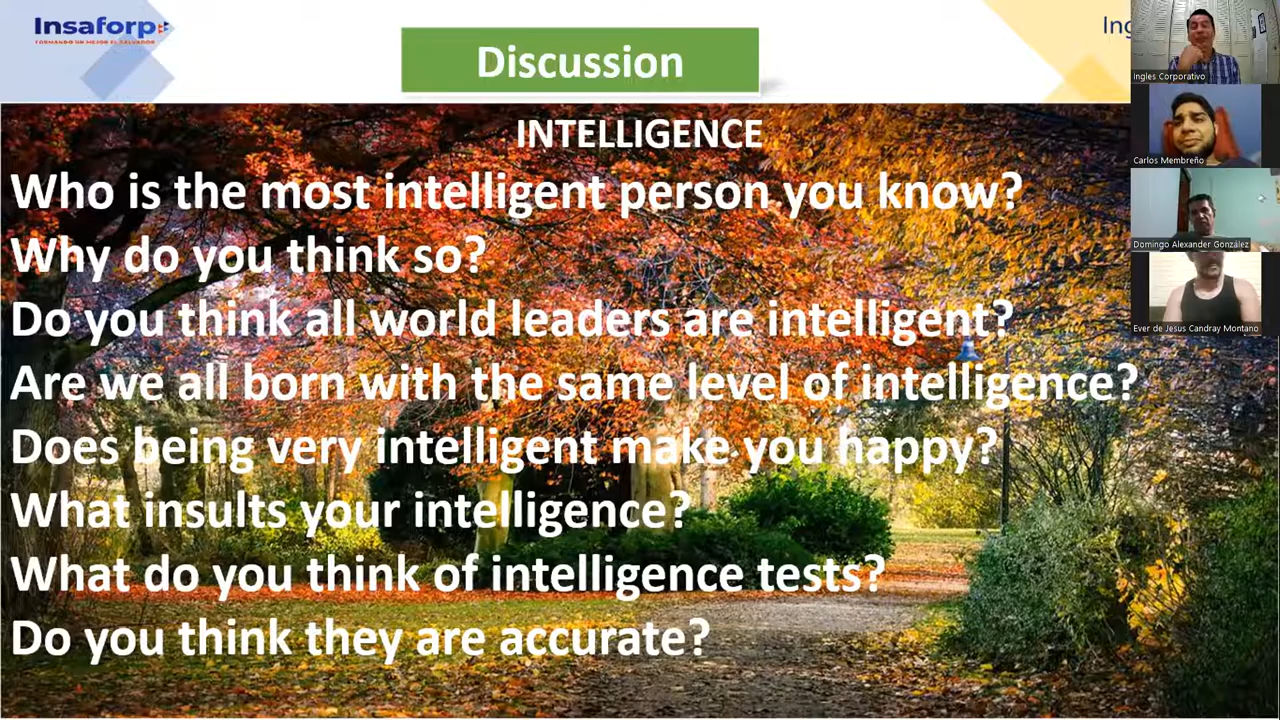 Insaforp
FORMANDO UN MEJOR EL SALVADOR
Discussion
Ing
INTELLIGENCE
Who is the most intelligent person you know?
Why do you think so?
Do you think all world leaders are intelligent?
Are we all born with the same level of intelligence?
Does being very intelligent make you happy?
What insults your intelligence?
What do you think of intelligence tests?
Do you think they are accurate?
Ingles Corporativo
Carlos Membreño
Domingo Alexander González
Ever de Jesus Candray Montano